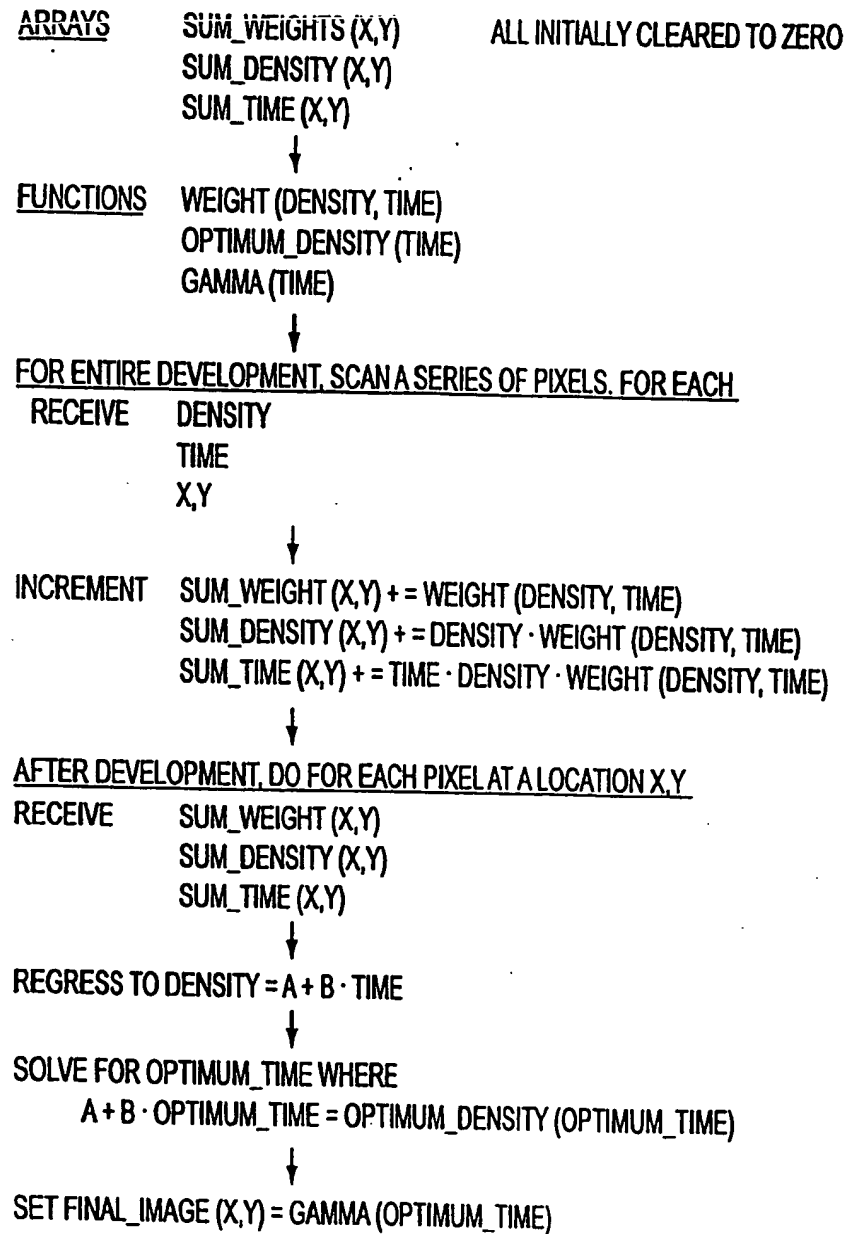 ARRAYS SUM_WEIGHTS (X,Y) ALL INITIALLY CLEARED TO ZERO
SUM_DENSITY (X,Y)
SUM_TIME (X,Y)
FUNCTIONS WEIGHT (DENSITY, TIME)
OPTIMUM_DENSITY (TIME)
GAMMA (TIME)
FOR ENTIRE DEVELOPMENT, SCAN A SERIES OF PIXELS. FOR EACH
RECEIVE DENSITY
TIME
X,Y
INCREMENT SUM_WEIGHT (X,Y) + = WEIGHT (DENSITY, TIME)
SUM_DENSITY (X,Y) + = DENSITY · WEIGHT (DENSITY, TIME)
SUM_TIME (X,Y) + = TIME · DENSITY · WEIGHT (DENSITY, TIME)
AFTER DEVELOPMENT, DO FOR EACH PIXEL AT A LOCATION X,Y
RECEIVE SUM_WEIGHT (X,Y)
SUM_DENSITY (X,Y)
SUM_TIME (X,Y)
REGRESS TO DENSITY = A + B · TIME
SOLVE FOR OPTIMUM_TIME WHERE
A + B · OPTIMUM_TIME = OPTIMUM_DENSITY (OPTIMUM_TIME)
SET FINAL_IMAGE (X,Y) = GAMMA (OPTIMUM_TIME)